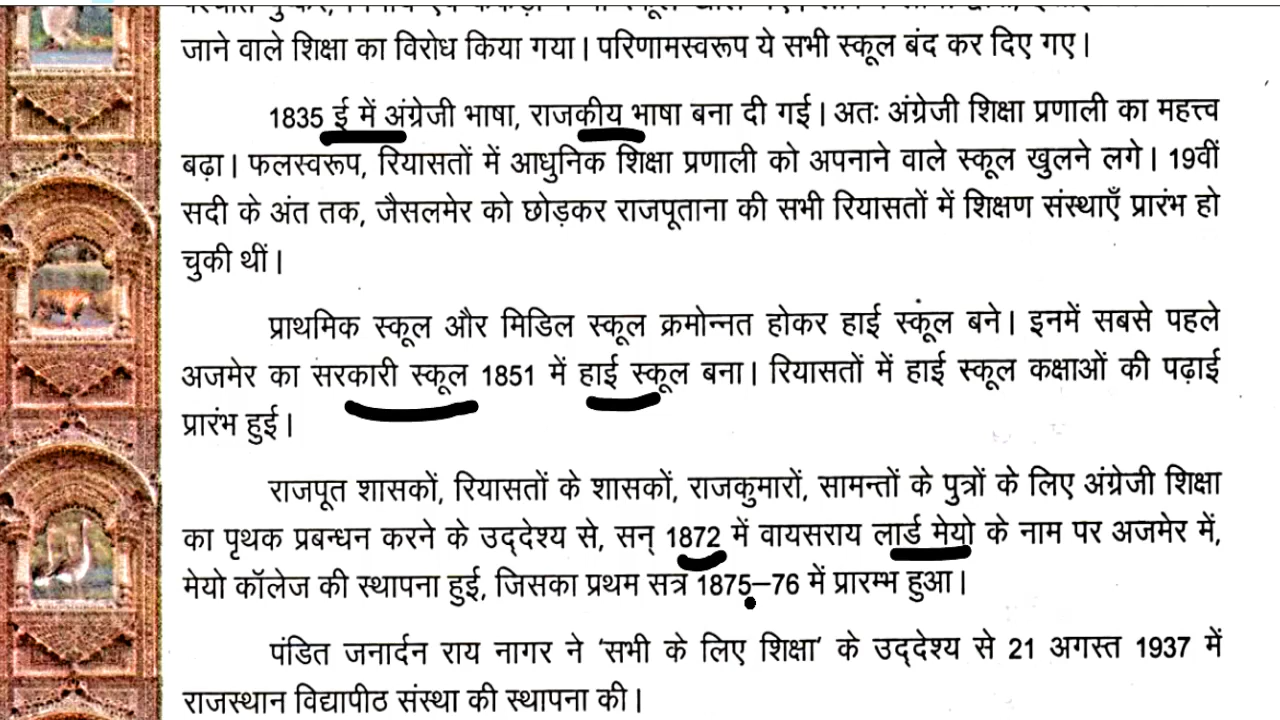 जाने वाले शिक्षा का विरोध किया गया। परिणामस्वरूप ये सभी स्कूल बंद कर दिए गए।
1835 ई में अंग्रेजी भाषा, राजकीय भाषा बना दी गई। अतः अंग्रेजी शिक्षा प्रणाली का महत्त्व
बढ़ा। फलस्वरूप, रियासतों में आधुनिक शिक्षा प्रणाली को अपनाने वाले स्कूल खुलने लगे। 19वीं
सदी के अंत तक, जैसलमेर को छोड़कर राजपूताना की सभी रियासतों में शिक्षण संस्थाएँ प्रारंभ हो
चुकी थीं।
प्राथमिक स्कूल और मिडिल स्कूल क्रमोन्नत होकर हाई स्कूल बने। इनमें सबसे पहले
अजमेर का सरकारी स्कूल 1851 में हाई स्कूल बना। रियासतों में हाई स्कूल कक्षाओं की पढ़ाई
प्रारंभ हुई।
राजपूत शासकों, रियासतों के शासकों, राजकुमारों, सामन्तों के पुत्रों के लिए अंग्रेजी शिक्षा
का पृथक प्रबन्धन करने के उद्देश्य से, सन् 1872 में वायसराय लार्ड मेयो के नाम पर अजमेर में,
मेयो कॉलेज की स्थापना हुई, जिसका प्रथम सत्र 1875–76 में प्रारम्भ हुआ।
पंडित जनार्दन राय नागर ने 'सभी के लिए शिक्षा' के उद्देश्य से 21 अगस्त 1937 में
राजस्थान विद्यापीठ संस्था की स्थापना की।